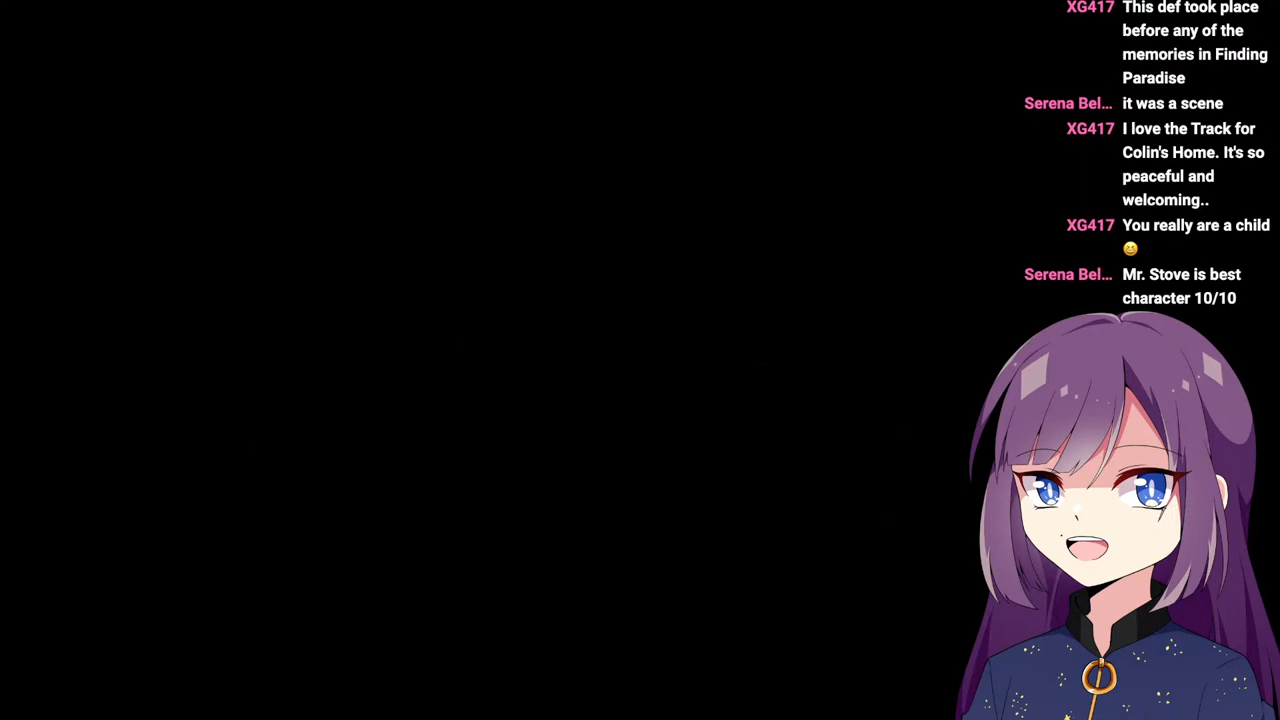 XG417 This def took place
before any of the
memories in Finding
Paradise
Serena Bel... it was a scene
XG417 I love the Track for
Colin's Home. It's so
peaceful and
welcoming..
XG417 You really are a child
😆
Serena Bel... Mr. Stove is best
character 10/10